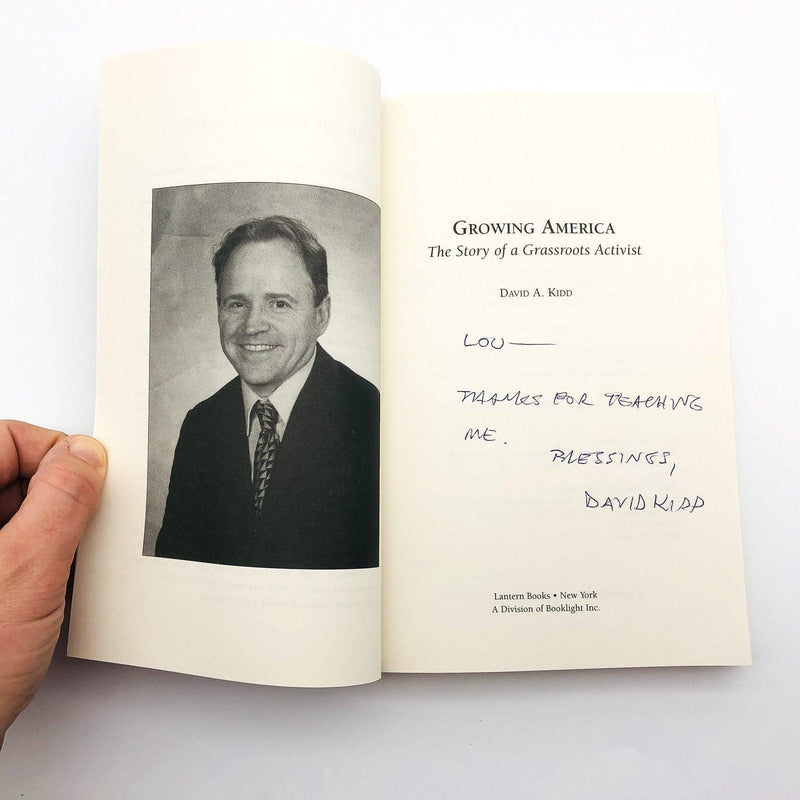 GROWING AMERICA
The Story of a Grassroots Activist
DAVID A. KIDD
LOU—
THANKS FOR TEACHING
ME.
BLESSINGS,
DAVID KIDD
Lantern Books • New York
A Division of Booklight Inc.